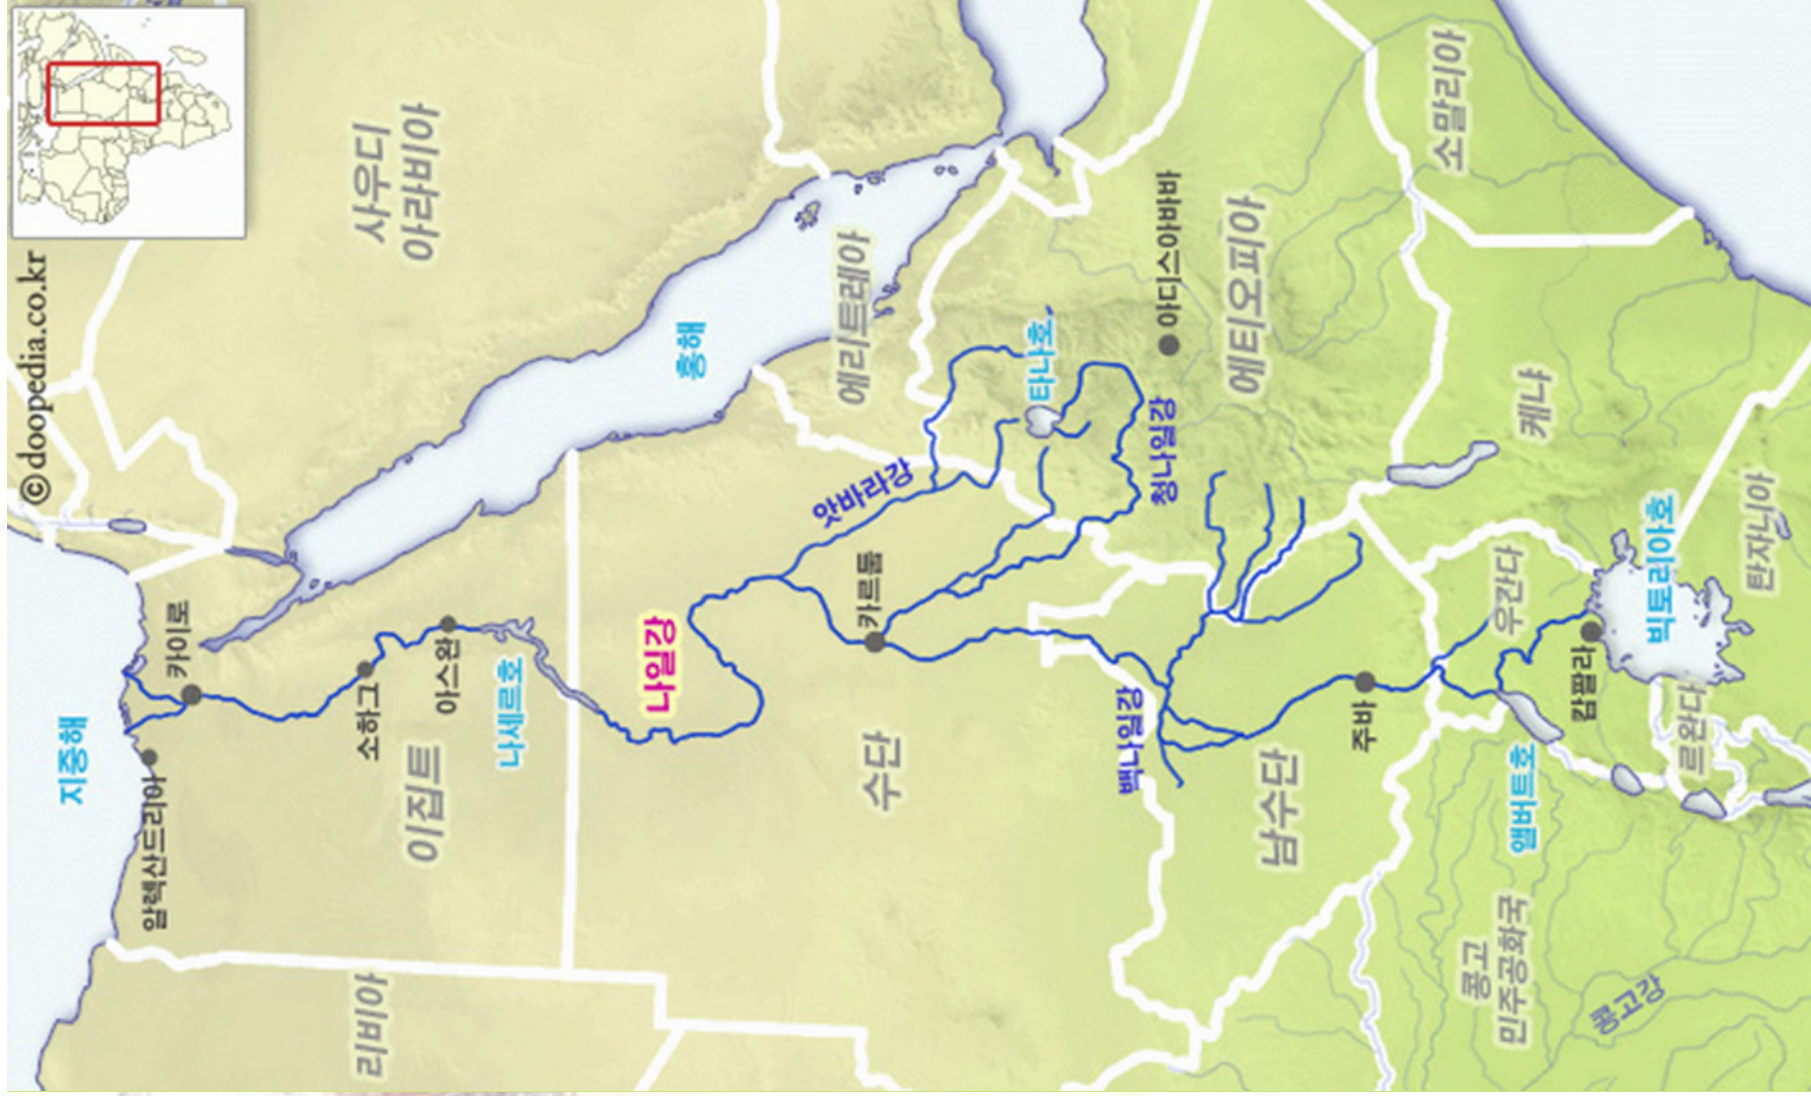 ©doopedia.co.kr
지중해
알렉산드리아
카이로
사우디
아라비아
소하그
아스완
나세르호
이집트
리비아
홍해
나일강
수단
카르툼
앗바라강
에리트레아
타나호
청나일강
아디스아바바
에티오피아
백나일강
남수단
주바
소말리아
케냐
우간다
캄팔라
앨버트호
빅토리아호
르완다
탄자니아
콩고
민주공화국
콩고강